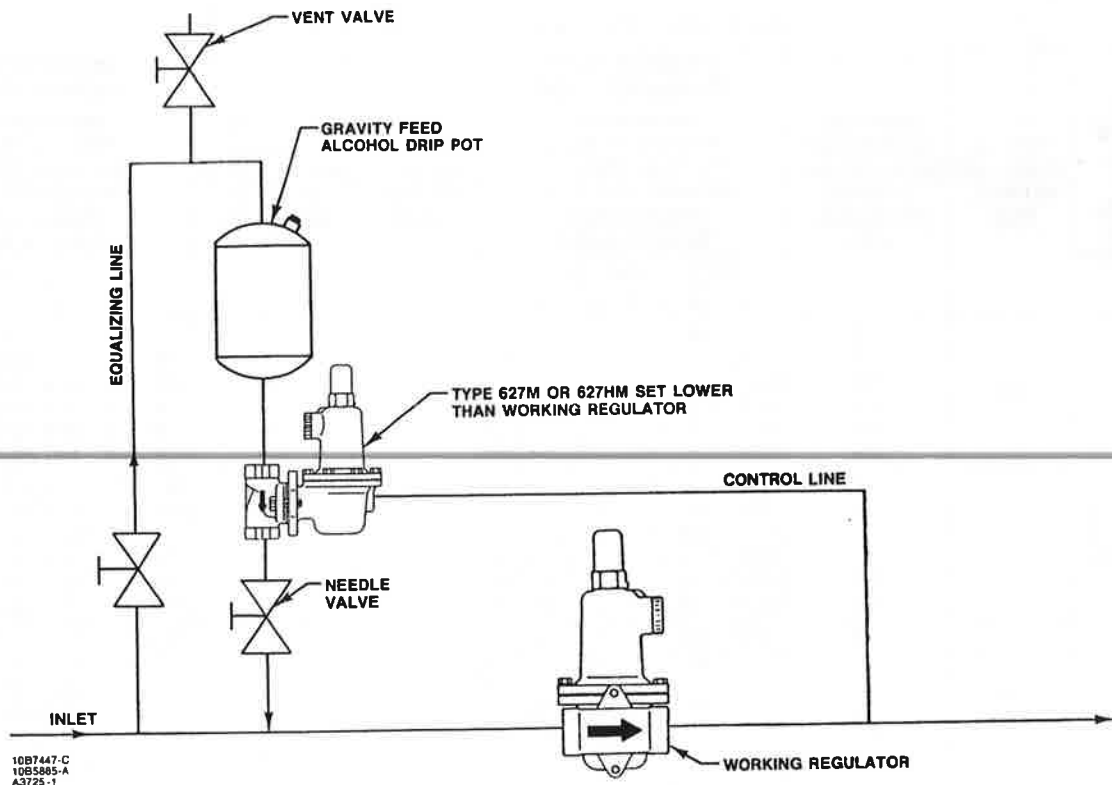 VENT VALVE
GRAVITY FEED
ALCOHOL DRIP POT
EQUALIZING LINE
TYPE 627M OR 627HM SET LOWER
THAN WORKING REGULATOR
CONTROL LINE
NEEDLE
VALVE
INLET
WORKING REGULATOR
10B7447-C
10B5885-A
A3725-1